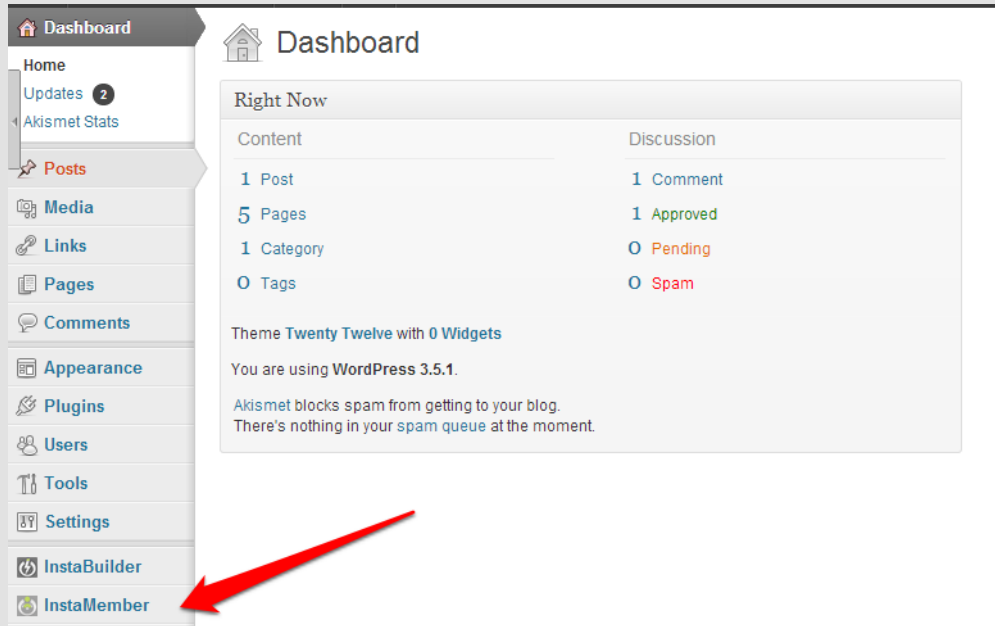 Dashboard
Home
Updates 2
Akismet Stats
Posts
Media
Links
Pages
Comments
Appearance
Plugins
Users
Tools
Settings
InstaBuilder
InstaMember
Dashboard
Right Now
Content
1 Post
5 Pages
1 Category
0 Tags
Discussion
1 Comment
1 Approved
0 Pending
0 Spam
Theme Twenty Twelve with 0 Widgets
You are using WordPress 3.5.1.
Akismet blocks spam from getting to your blog.
There's nothing in your spam queue at the moment.